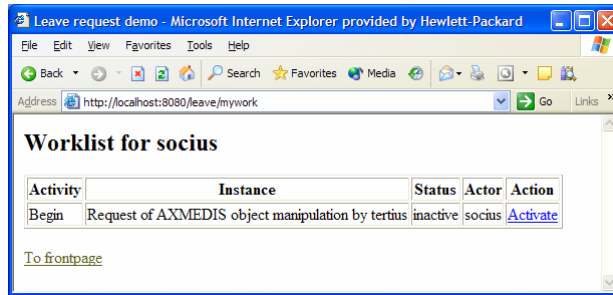 Leave request demo - Microsoft Internet Explorer provided by Hewlett-Packard
File Edit View Favorites Tools Help
Back Search Favorites Media
Address http://localhost:8080/leave/mywork Go Links »
Worklist for socius
Activity Instance Status Actor Action
Begin Request of AXMEDIS object manipulation by tertius inactive socius Activate
To frontpage